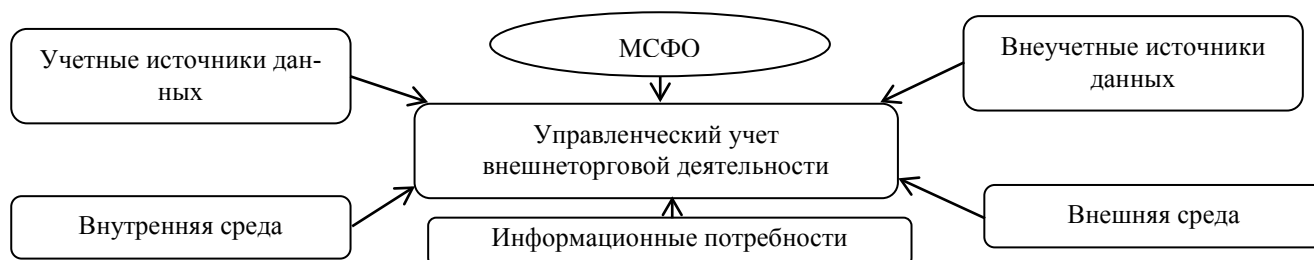 Учетные источники дан-
ных
МСФО
Внеучетные источники
данных
Управленческий учет
внешнеторговой деятельности
Внутренняя среда
Информационные потребности
Внешняя среда